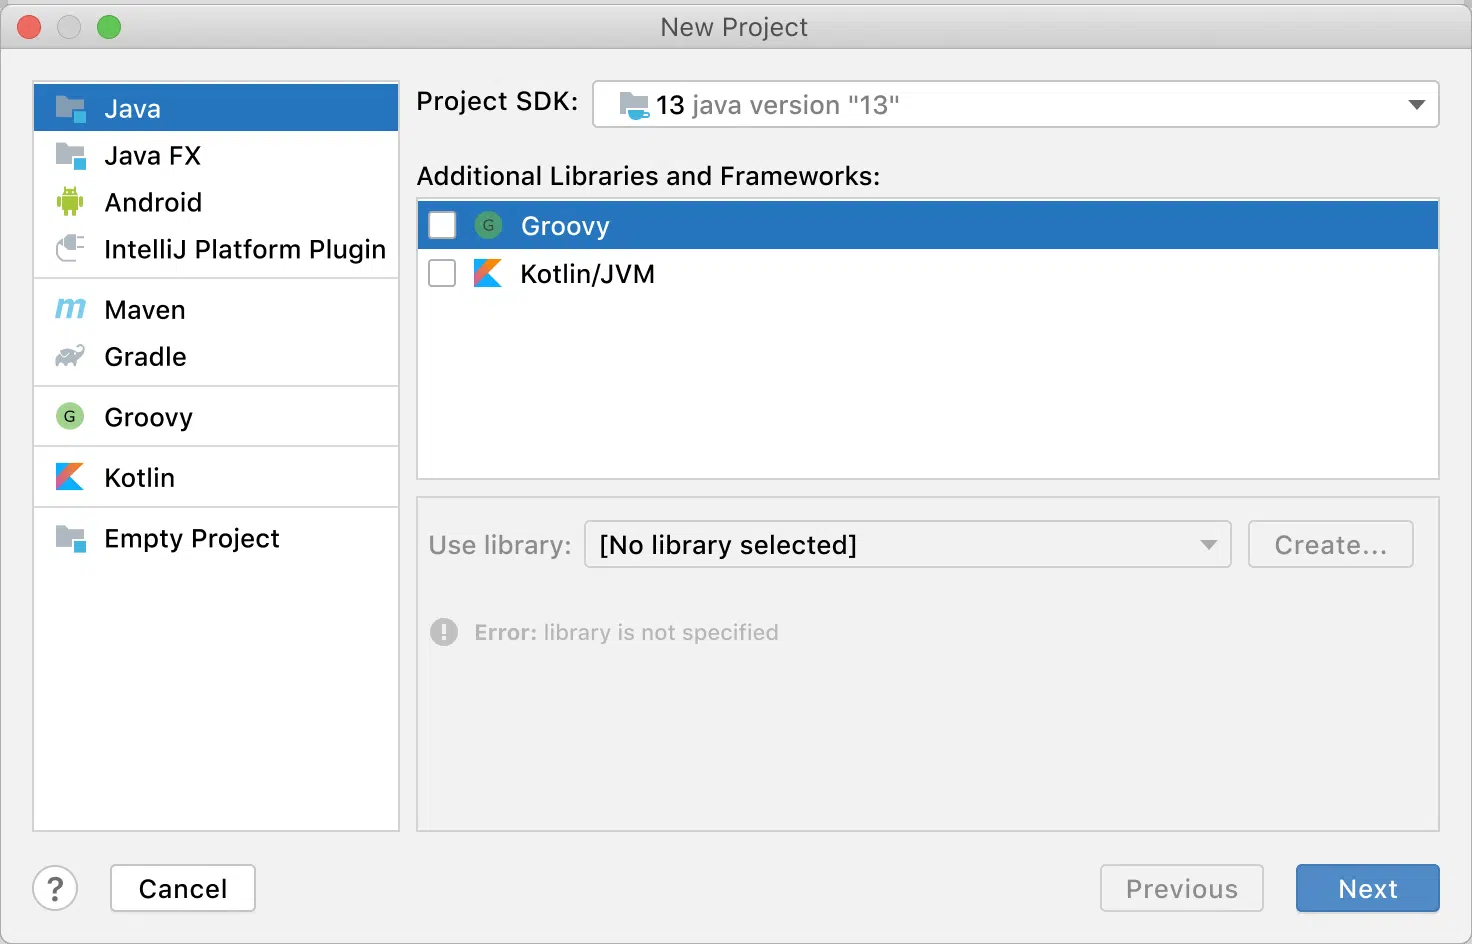 New Project
Java
Java FX
Android
IntelliJ Platform Plugin
m Maven
Gradle
G Groovy
Kotlin
Empty Project
Project SDK: 13 java version "13"
Additional Libraries and Frameworks:
G Groovy
Kotlin/JVM
Use library: [No library selected] Create...
! Error: library is not specified
? Cancel Previous Next